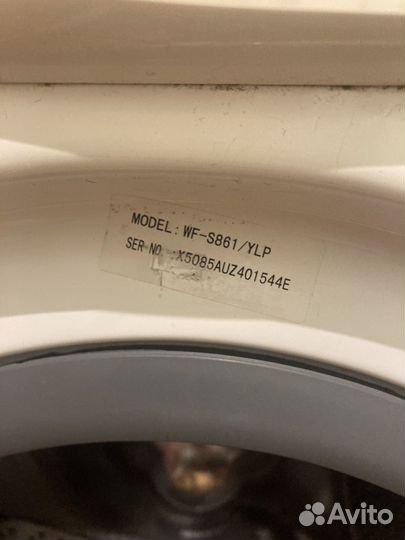 MODEL: WF-S861/YLP
SER NO X5085AUZ401544E
Avito